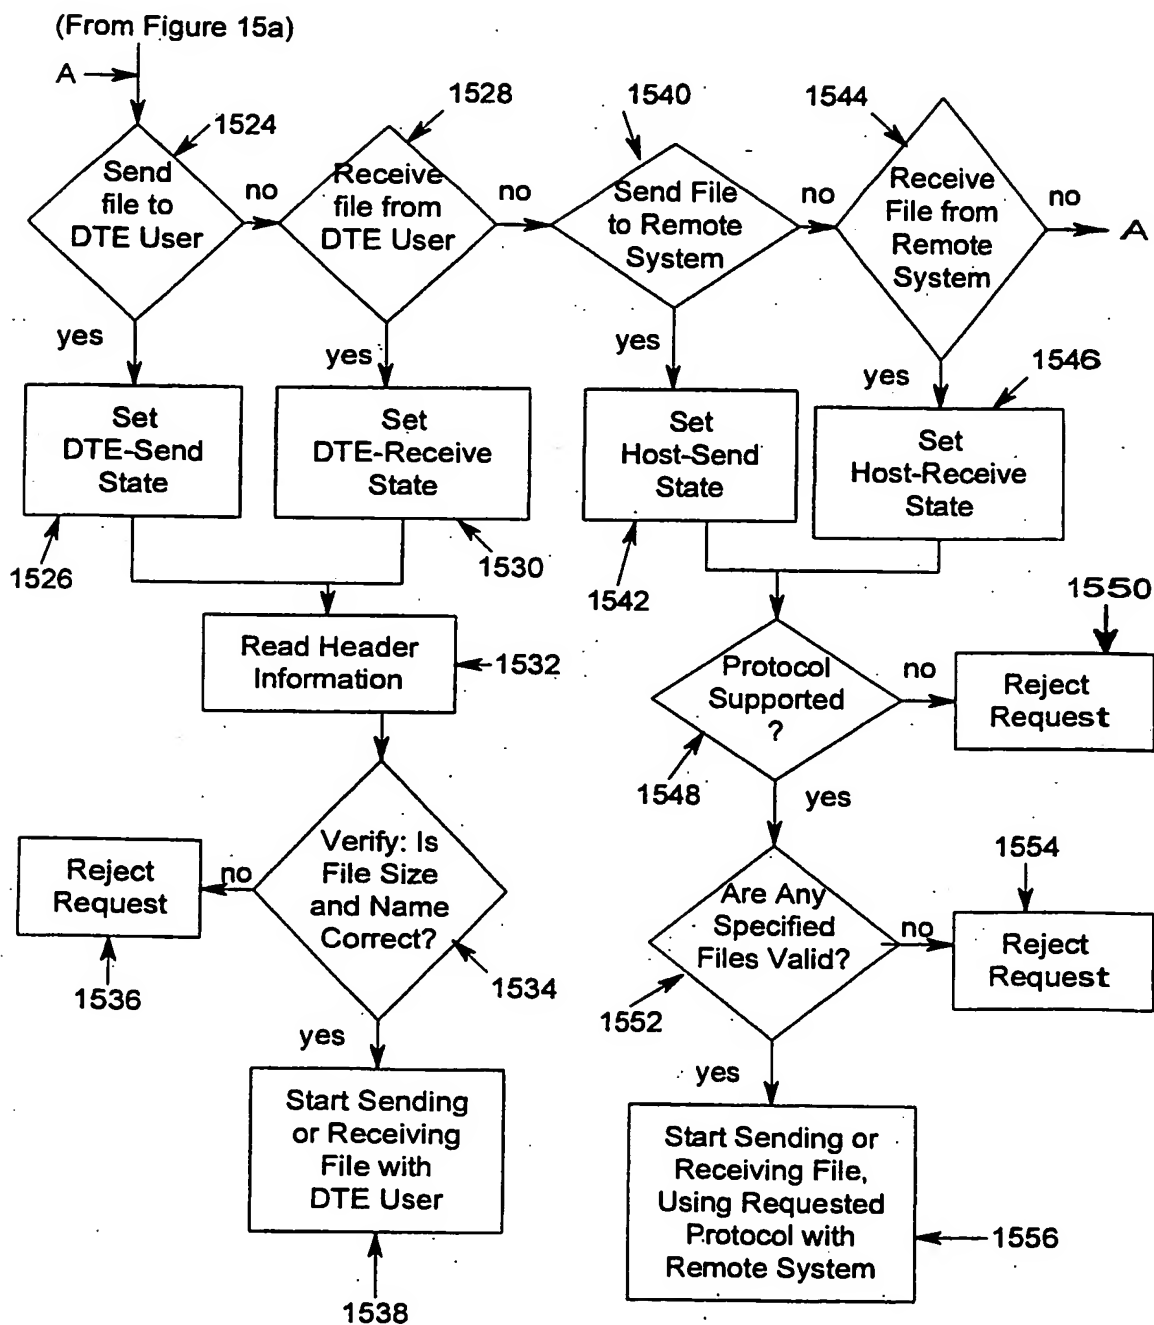 (From Figure 15a)
A
1524
1528
1540
1544
Send
file to
DTE User
no
Receive
file from
DTE User
no
Send File
to Remote
System
no
Receive
File from
Remote
System
no
A
yes
yes
yes
yes
1546
Set
DTE-Send
State
Set
DTE-Receive
State
Set
Host-Send
State
Set
Host-Receive
State
1526
1530
1542
1550
Read Header
Information
1532
Protocol
Supported
?
no
Reject
Request
1548
yes
Verify: Is
File Size
and Name
Correct?
no
Reject
Request
1536
1534
1554
Are Any
Specified
Files Valid?
no
Reject
Request
1552
yes
yes
Start Sending
or Receiving
File with
DTE User
1538
Start Sending or
Receiving File,
Using Requested
Protocol with
Remote System
1556